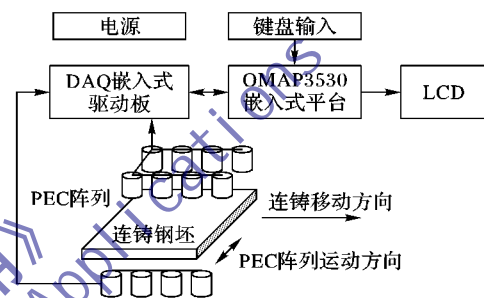 电源
键盘输入
DAQ嵌入式
驱动板
OMAP3530
嵌入式平台
LCD
PEC阵列
连铸钢坯
连铸移动方向
PEC阵列运动方向
用》
Applications